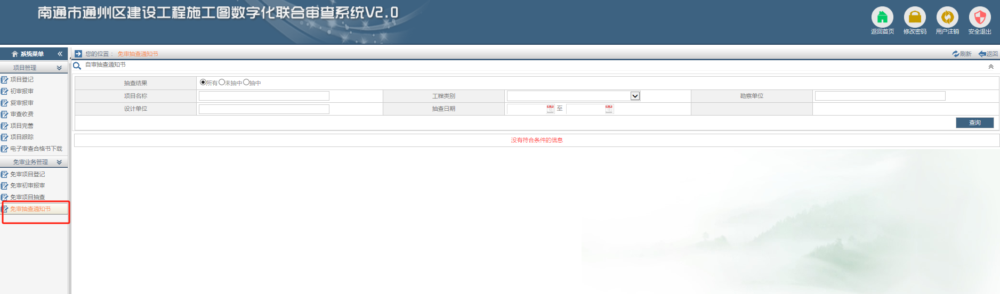 南通市通州区建设工程施工图数字化联合审查系统V2.0
返回首页 修改密码 用户注销 安全退出
系统菜单
您的位置： 免审抽查通知书
刷新 返回
项目管理
项目登记
初审报审
复审报审
审查收费
项目完善
项目跟踪
电子审查合格书下载
免审业务管理
免审项目登记
免审初审报审
免审项目抽查
免审抽查通知书
自审抽查通知书
抽查结果 所有 未抽中 抽中
项目名称 工程类别 勘察单位
设计单位 抽查日期 至
查询
没有符合条件的信息